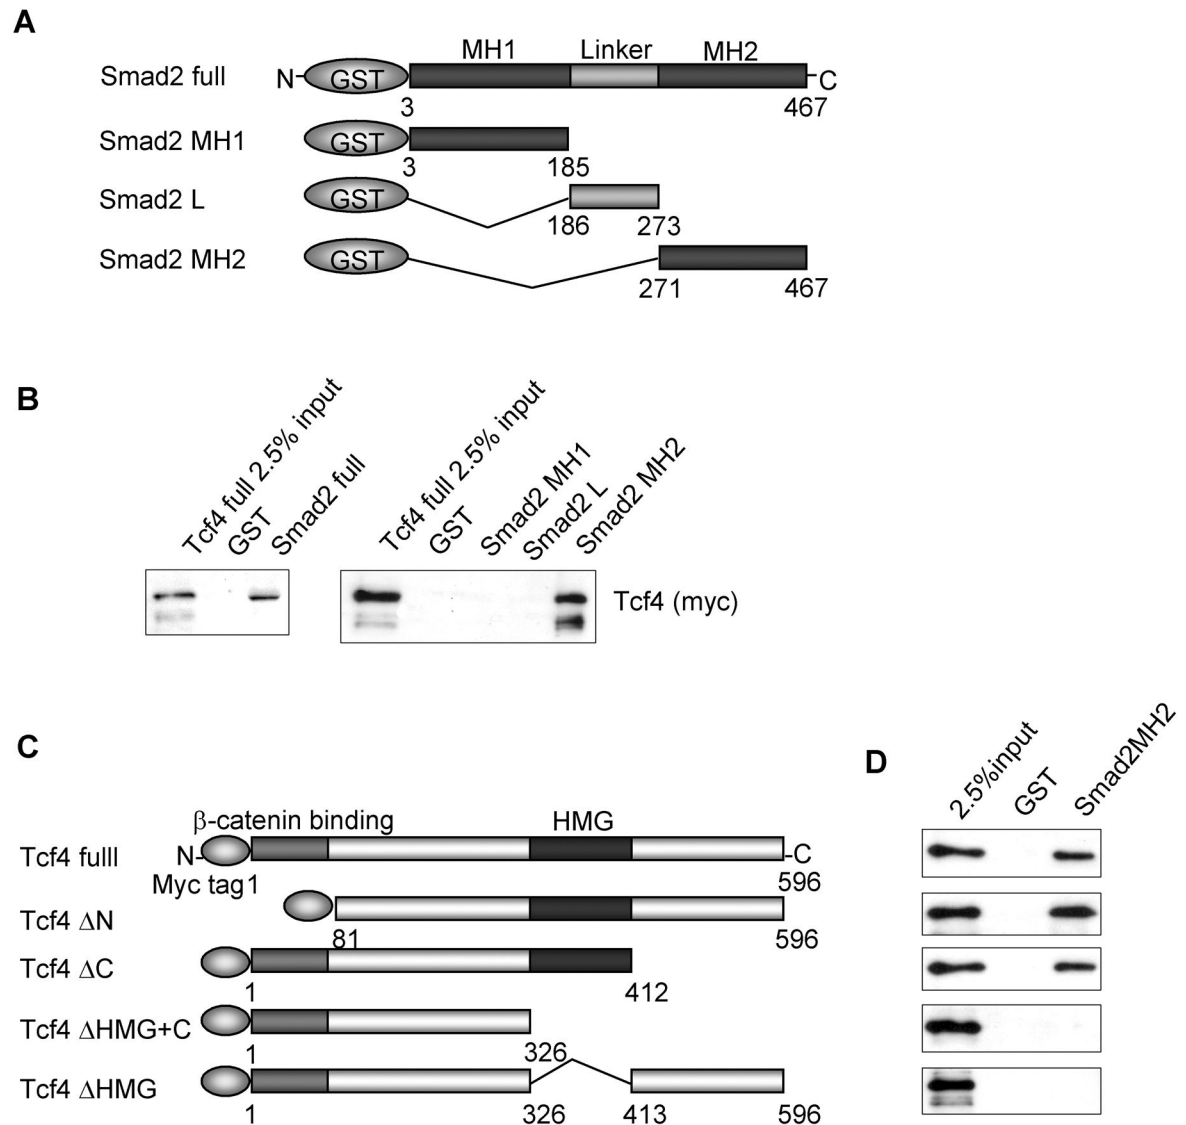 A
MH1 Linker MH2
Smad2 full N- GST -C
3 467
Smad2 MH1 GST
3 185
Smad2 L GST
186 273
Smad2 MH2 GST
271 467
B
Tcf4 full 2.5% input
GST
Smad2 full
Tcf4 full 2.5% input
GST
Smad2 MH1
Smad2 L
Smad2 MH2
Tcf4 (myc)
C
β-catenin binding HMG
Tcf4 fulll N- -C
Myc tag1 596
Tcf4 ΔN
81 596
Tcf4 ΔC
1 412
Tcf4 ΔHMG+C
1 326
Tcf4 ΔHMG
1 326 413 596
D
2.5%input
GST
Smad2MH2